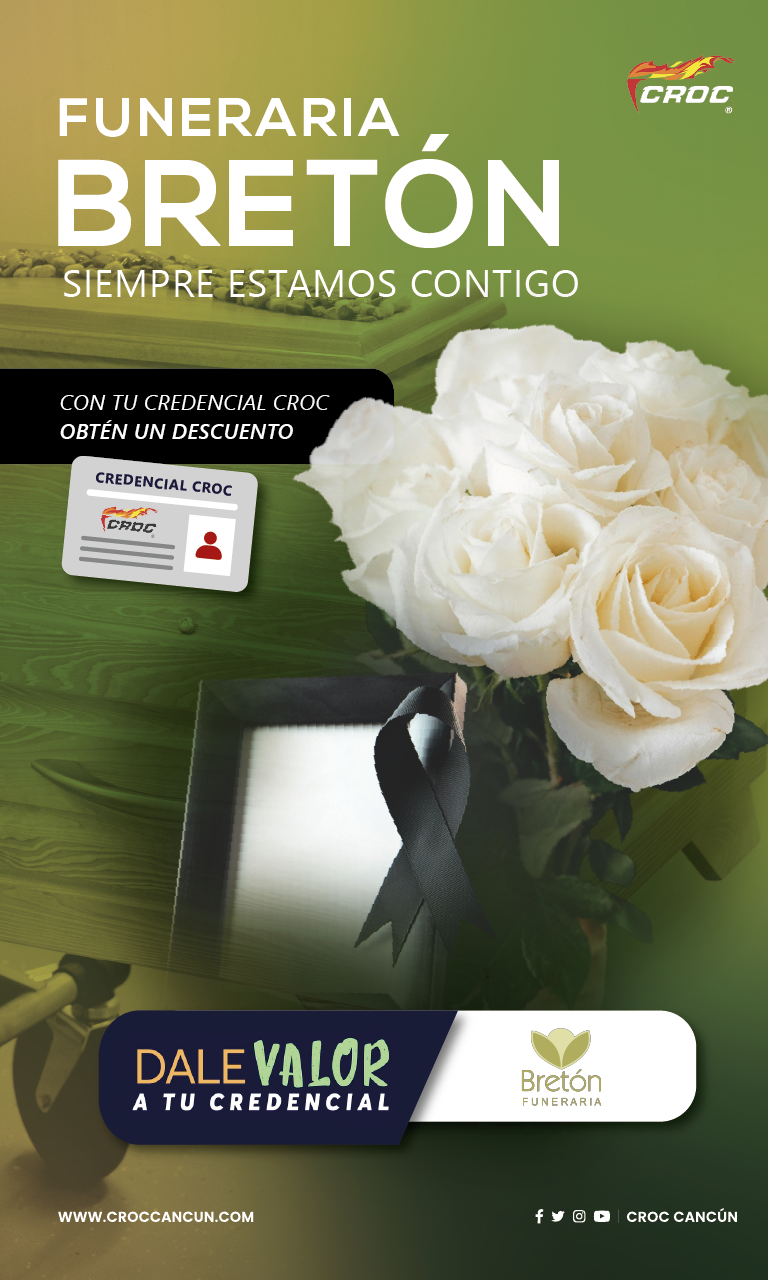 CROC®
FUNERARIA
BRETÓN
SIEMPRE ESTAMOS CONTIGO
CON TU CREDENCIAL CROC
OBTÉN UN DESCUENTO
CREDENCIAL CROC
CROC
DALE VALOR
A TU CREDENCIAL
Bretón
FUNERARIA
WWW.CROCCANCUN.COM
CROC CANCÚN